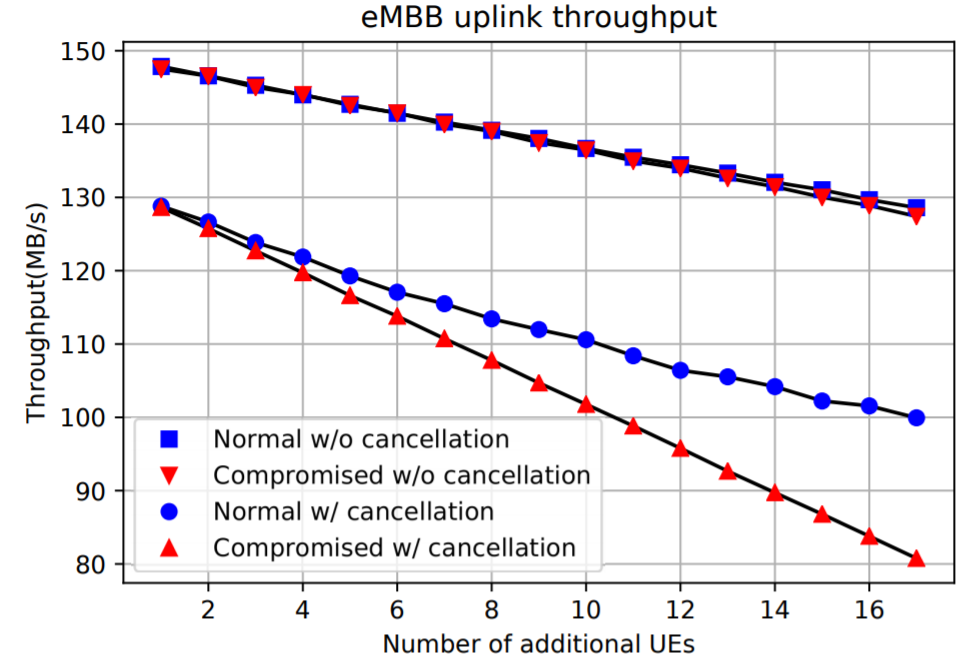 eMBB uplink throughput
Throughput(MB/s)
150
140
130
120
110
100
90
80
Normal w/o cancellation
Compromised w/o cancellation
Normal w/ cancellation
Compromised w/ cancellation
2 4 6 8 10 12 14 16
Number of additional UEs